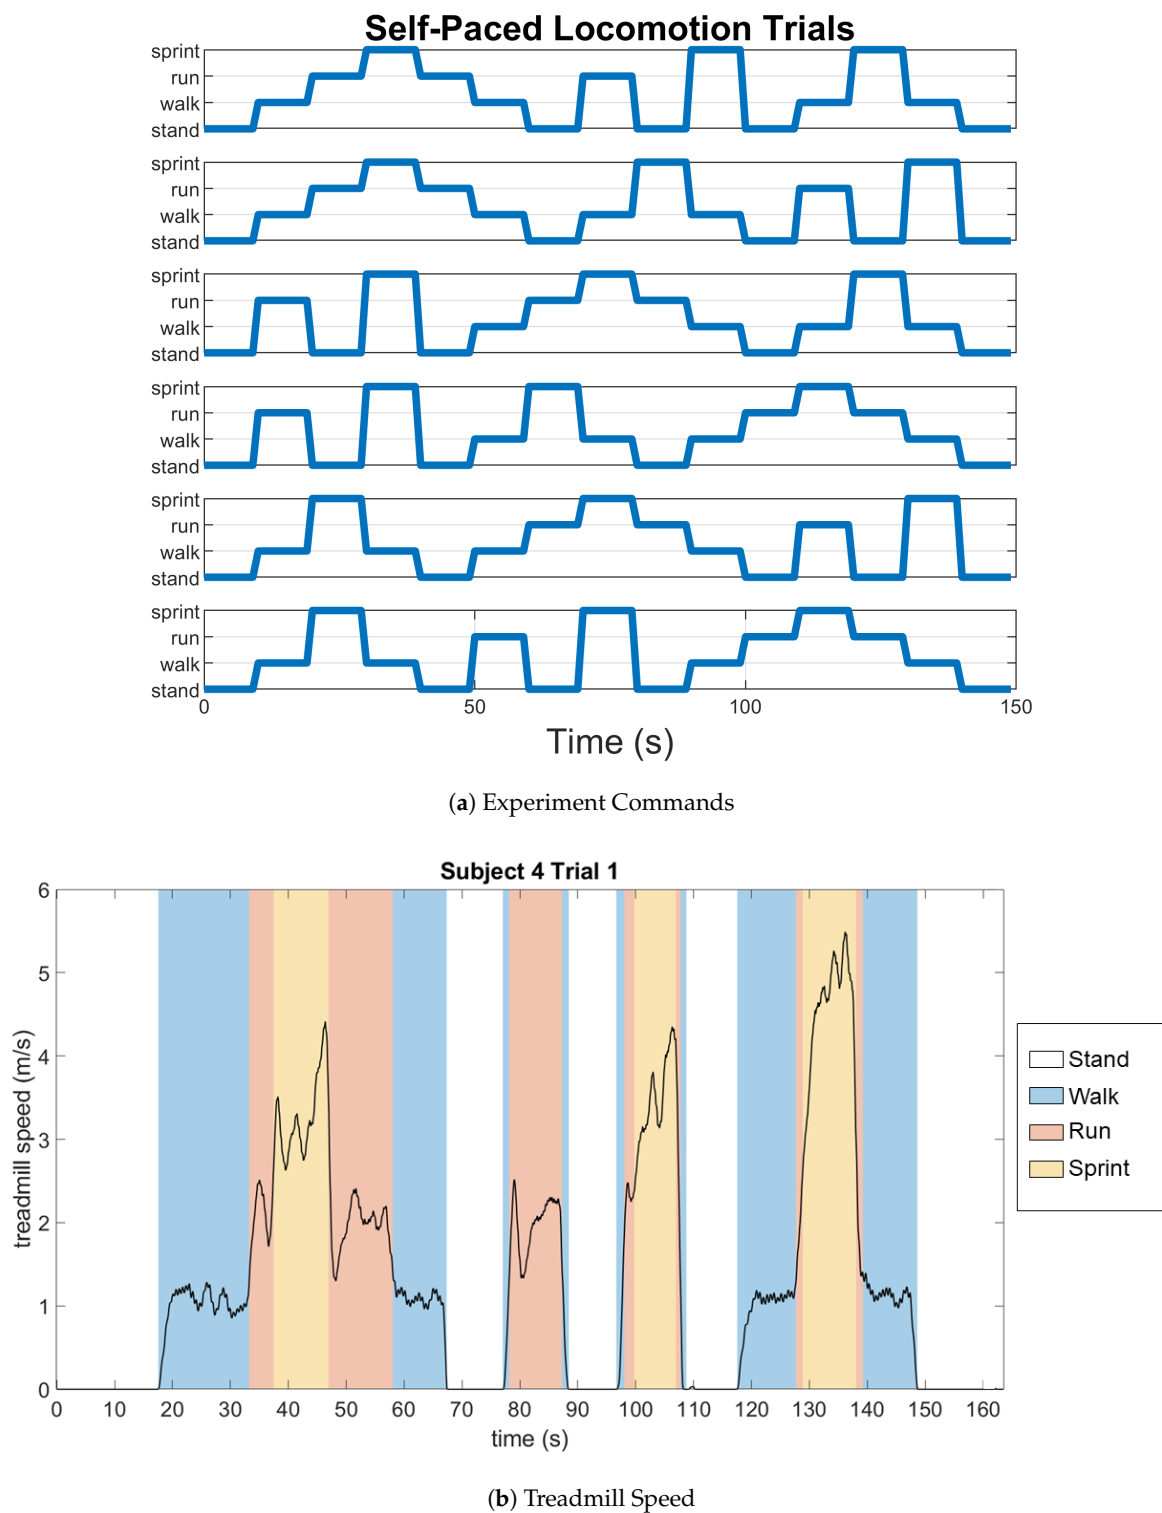 Self-Paced Locomotion Trials
sprint
run
walk
stand
sprint
run
walk
stand
sprint
run
walk
stand
sprint
run
walk
stand
sprint
run
walk
stand
sprint
run
walk
stand
0 50 100 150
Time (s)
(a) Experiment Commands
Subject 4 Trial 1
6
5
4
3
2
1
0
treadmill speed (m/s)
0 10 20 30 40 50 60 70 80 90 100 110 120 130 140 150 160
time (s)
Stand
Walk
Run
Sprint
(b) Treadmill Speed